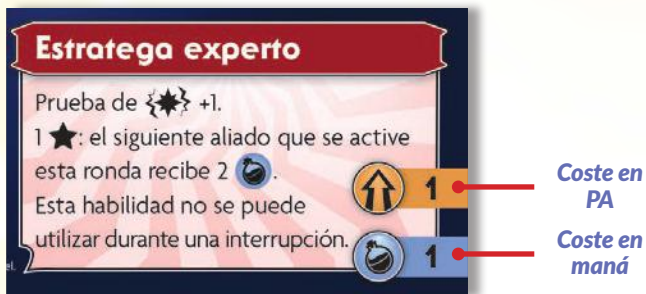 Estratega experto
Prueba de +1.
1 : el siguiente aliado que se active
esta ronda recibe 2 .
Esta habilidad no se puede
utilizar durante una interrupción.
1
1
el.
Coste en
PA
Coste en
maná